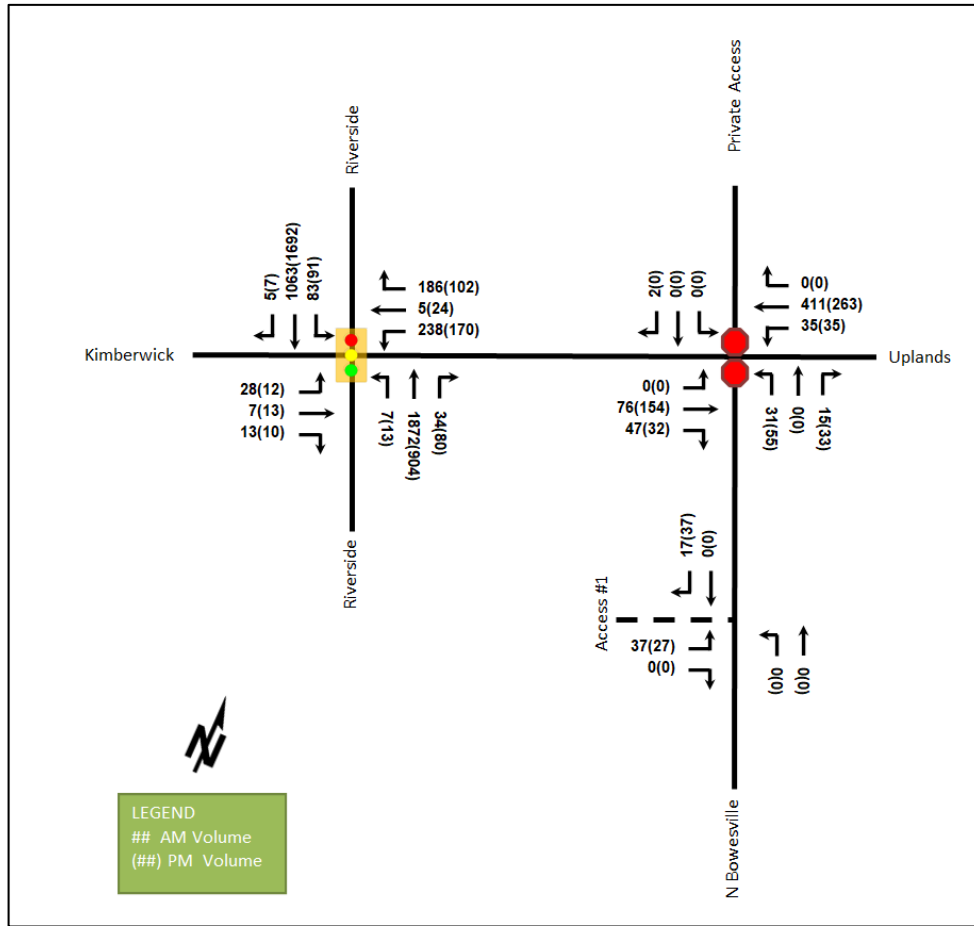 Private Access
Riverside
5(7)
1063(1692)
83(91)
186(102)
5(24)
238(170)
2(0)
0(0)
0(0)
0(0)
411(263)
35(35)
Kimberwick
Uplands
28(12)
7(13)
13(10)
7(13)
1872(904)
34(80)
0(0)
76(154)
47(32)
31(55)
0(0)
15(33)
Riverside
17(37)
0(0)
Access #1
37(27)
0(0)
0(0)
0(0)
N
LEGEND
## AM Volume
(##) PM Volume
N Bowesville